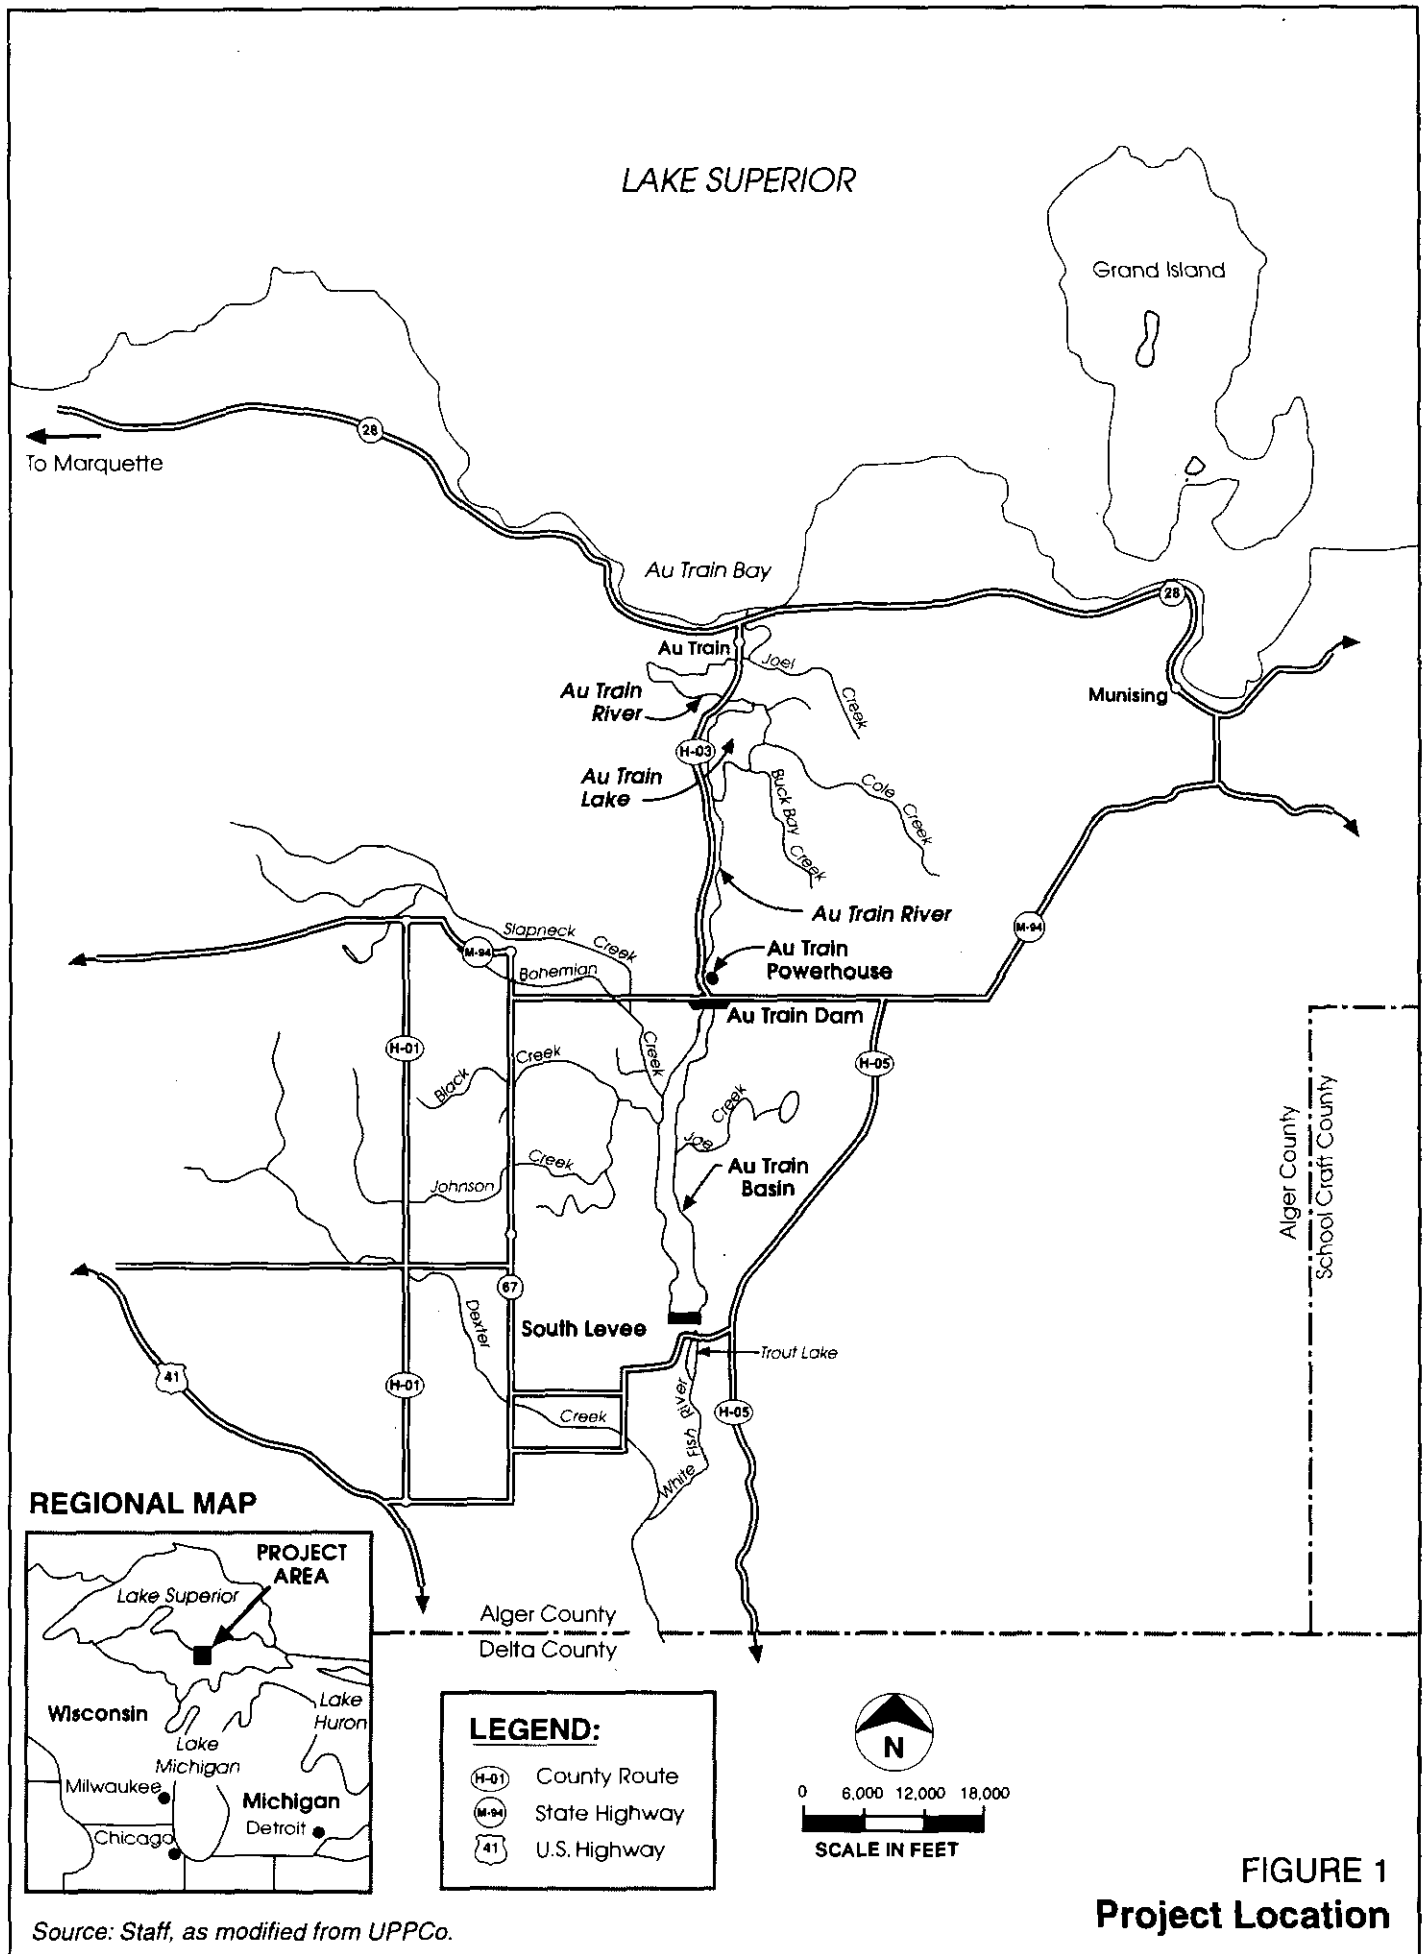 LAKE SUPERIOR
Grand Island
28
To Marquette
Au Train Bay
28
Au Train
Joel
Creek
Au Train
River
Munising
H-03
Au Train
Lake
Buck Bay
Creek
Cole
Creek
Au Train River
M-94
Slapneck
Creek
M-94
Bohemian
Creek
Au Train
Powerhouse
Au Train Dam
H-01
H-05
Black
Creek
Joe
Creek
Alger County
School Craft County
Johnson
Creek
Au Train
Basin
67
Dexter
Creek
South Levee
Trout Lake
41
H-01
H-05
White Fish River
REGIONAL MAP
PROJECT
AREA
Lake Superior
Wisconsin
Lake
Huron
Lake
Michigan
Milwaukee
Michigan
Chicago
Detroit
Alger County
Delta County
LEGEND:
H-01 County Route
M-94 State Highway
41 U.S. Highway
N
0 6,000 12,000 18,000
SCALE IN FEET
FIGURE 1
Project Location
Source: Staff, as modified from UPPCo.